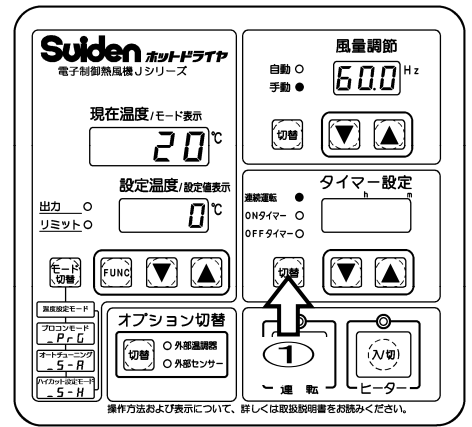 Suiden ホットドライヤ
電子制御熱風機Jシリーズ
現在温度/モード表示
20℃
設定温度/設定値表示
0℃
出力
リミット
モード切替
FUNC
▼
▲
温度設定モード
プロコンモード
_PrG
オートチューニング
_S-A
ハイカット設定モード
_S-H
オプション切替
切替
外部温調器
外部センサー
風量調節
自動
手動
60.0 Hz
切替
▼
▲
タイマー設定
連続運転
ONタイマー
OFFタイマー
h m
切替
▼
▲
1
運転
入/切
ヒーター
操作方法および表示について、詳しくは取扱説明書をお読みください。